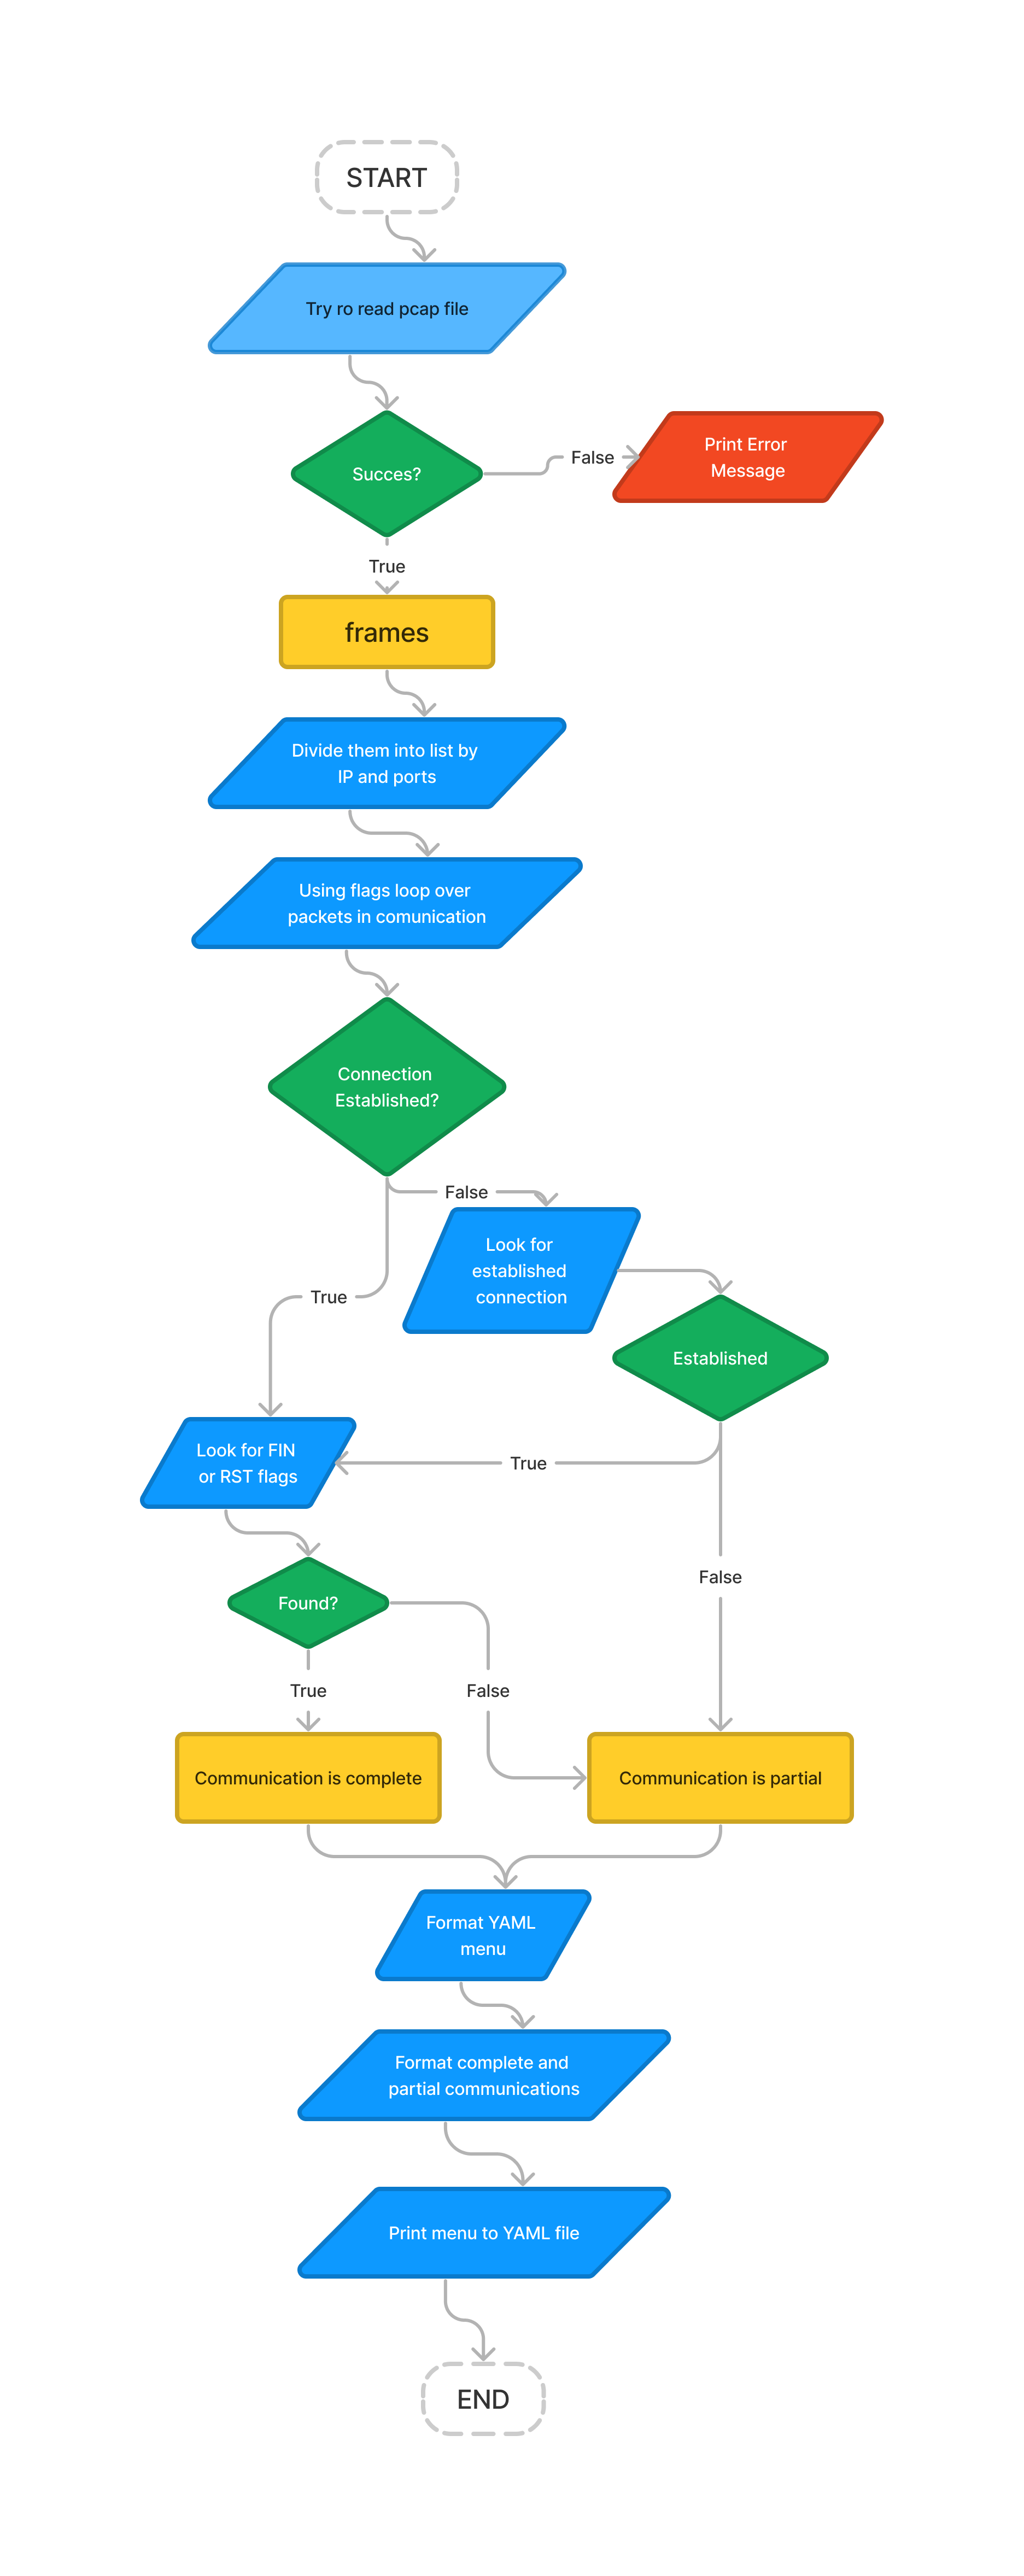 START
Try ro read pcap file
Succes?
False
Print Error
Message
True
frames
Divide them into list by
IP and ports
Using flags loop over
packets in comunication
Connection
Established?
False
Look for
established
connection
True
Established
Look for FIN
or RST flags
True
False
Found?
True
False
Communication is complete
Communication is partial
Format YAML
menu
Format complete and
partial communications
Print menu to YAML file
END